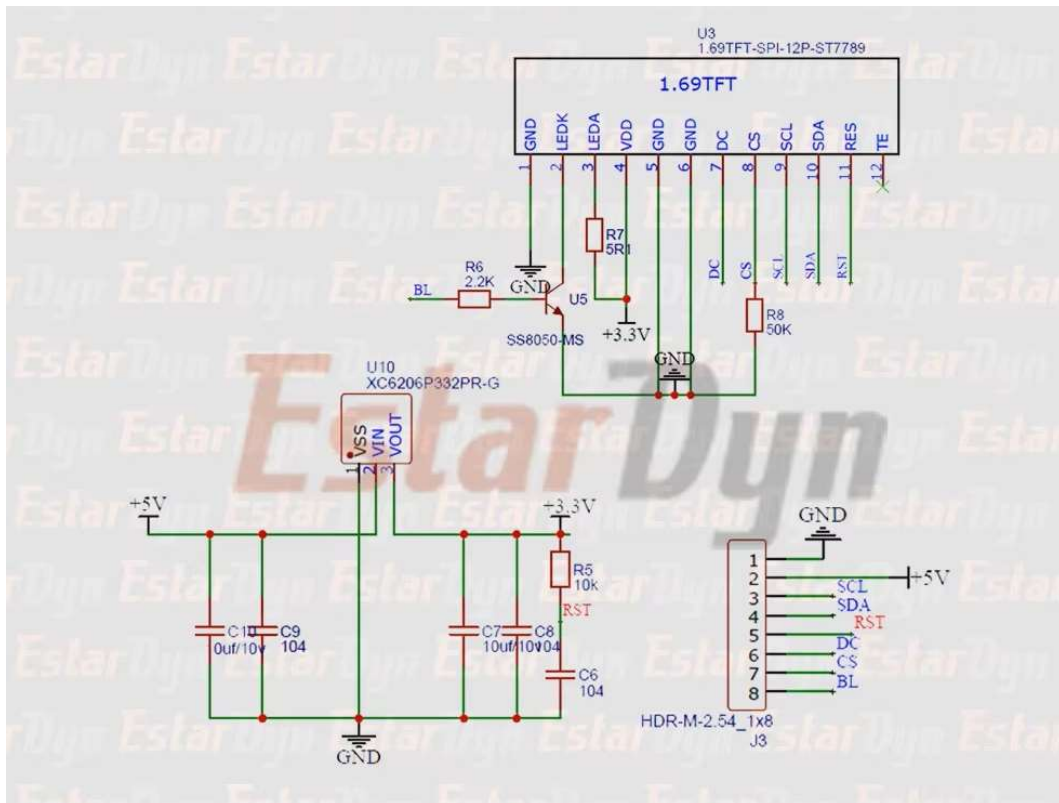 U3
1.69TFT-SPI-12P-ST7789
1.69TFT
GND
LEDK
LEDA
VDD
GND
GND
DC
CS
SCL
SDA
RES
TE
1
2
3
4
5
6
7
8
9
10
11
12
R7
5R1
DC
CS
SCL
SDA
RST
R6
2.2K
BL
GND
U5
SS8050-MS
+3.3V
R8
50K
GND
U10
XC6206P332PR-G
VSS
VIN
VOUT
1
2
3
EstarDyn
+5V
+3.3V
R5
10k
RST
C10
0uf/10v
C9
104
C7
10uf/10v
C8
104
C6
104
GND
GND
+5V
1
2
3 SCL
4 SDA
5 RST
6 DC
7 CS
8 BL
HDR-M-2.54_1x8
J3